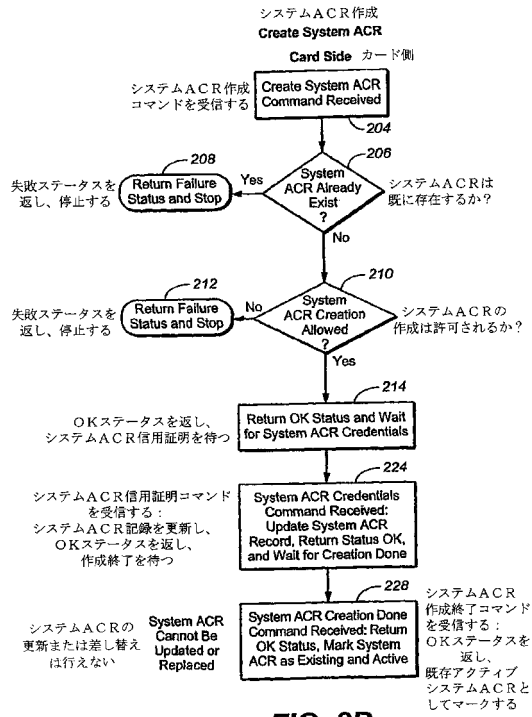 システムACR作成
Create System ACR
Card Side カード側
システムACR作成
コマンドを受信する
Create System ACR
Command Received
204
206
208
失敗ステータスを
返し、停止する
Return Failure
Status and Stop
Yes
System
ACR Already
Exist
?
システムACRは
既に存在するか?
No
210
212
失敗ステータスを
返し、停止する
Return Failure
Status and Stop
No
System
ACR Creation
Allowed
?
システムACRの
作成は許可されるか?
Yes
214
OKステータスを返し、
システムACR信用証明を待つ
Return OK Status and Wait
for System ACR Credentials
224
システムACR信用証明コマンド
を受信する:
システムACR記録を更新し、
OKステータスを返し、
作成終了を待つ
System ACR Credentials
Command Received:
Update System ACR
Record, Return Status OK,
and Wait for Creation Done
228
システムACRの
更新または差し替え
は行えない
System ACR
Cannot Be
Updated or
Replaced
System ACR Creation Done
Command Received: Return
OK Status, Mark System
ACR as Existing and Active
システムACR
作成終了コマンド
を受信する:
OKステータスを
返し、
既存アクティブ
システムACRと
してマークする